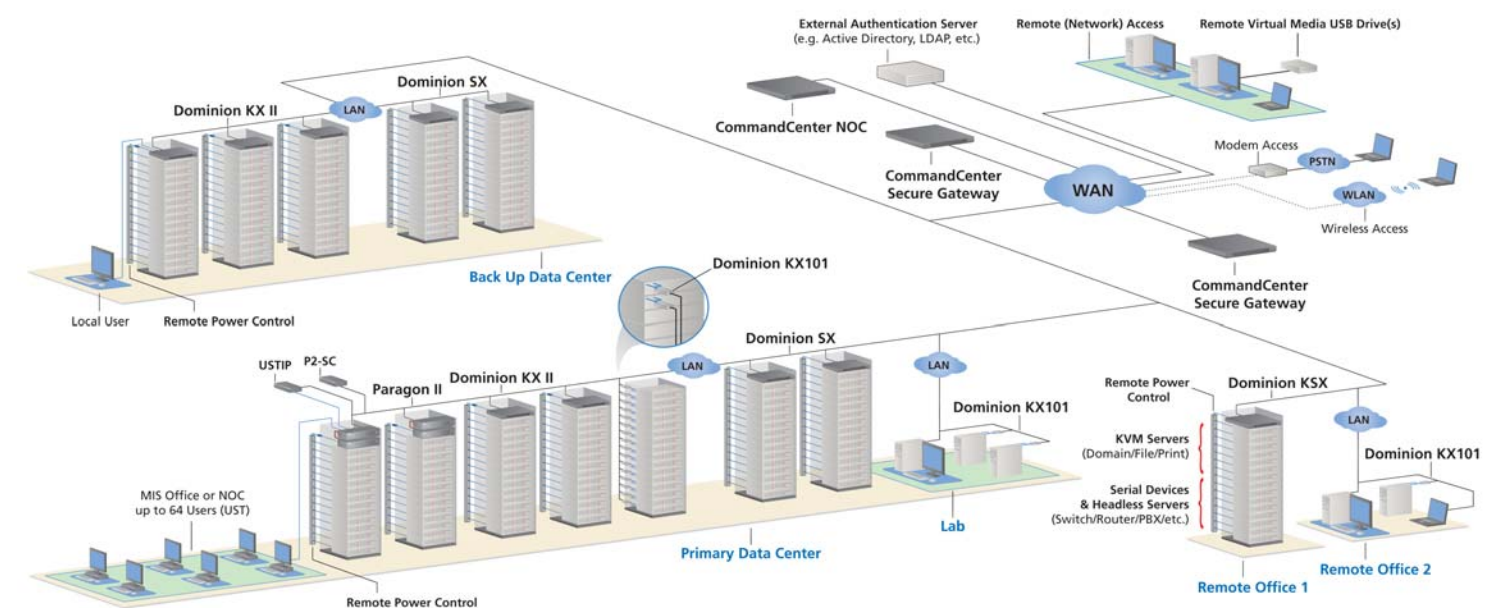 External Authentication Server
(e.g. Active Directory, LDAP, etc.)
Remote (Network) Access
Remote Virtual Media USB Drive(s)
Dominion SX
Dominion KX II
LAN
CommandCenter NOC
CommandCenter
Secure Gateway
WAN
Modem Access
PSTN
WLAN
Wireless Access
CommandCenter
Secure Gateway
Back Up Data Center
Local User
Remote Power Control
Dominion KX101
USTIP
P2-SC
Paragon II
Dominion KX II
LAN
Dominion SX
LAN
Dominion KX101
Lab
MIS Office or NOC
up to 64 Users (UST)
Primary Data Center
Remote Power Control
Remote Power
Control
Dominion KSX
LAN
KVM Servers
(Domain/File/Print)
Serial Devices
& Headless Servers
(Switch/Router/PBX/etc.)
Dominion KX101
Remote Office 1
Remote Office 2